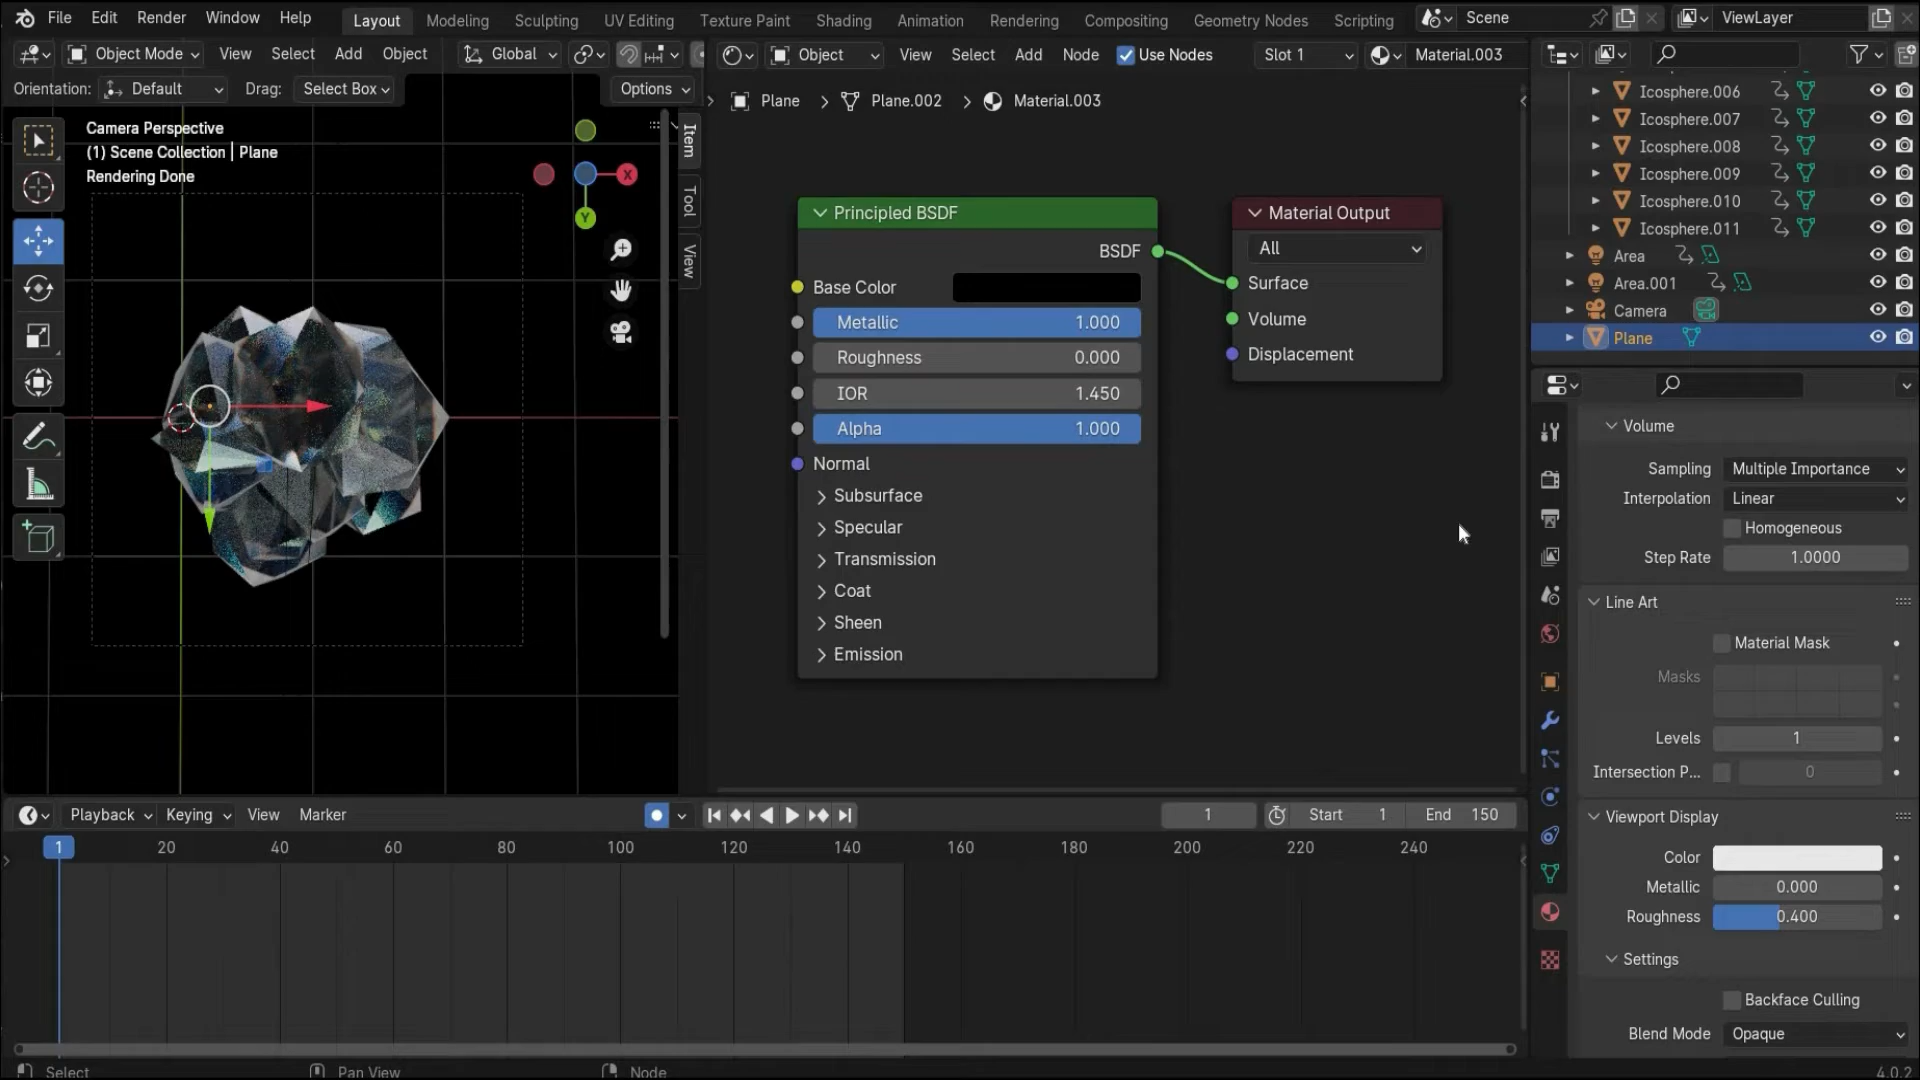 File Edit Render Window Help Layout Modeling Sculpting UV Editing Texture Paint Shading Animation Rendering Compositing Geometry Nodes Scripting Scene ViewLayer
Object Mode View Select Add Object Global Object View Select Add Node Use Nodes Slot 1 Material.003
Orientation: Default Drag: Select Box Options
Plane Plane.002 Material.003
Camera Perspective
(1) Scene Collection | Plane
Rendering Done
X
Y
Item
Tool
View
Principled BSDF
BSDF
Base Color
Metallic 1.000
Roughness 0.000
IOR 1.450
Alpha 1.000
Normal
Subsurface
Specular
Transmission
Coat
Sheen
Emission
Material Output
All
Surface
Volume
Displacement
Icosphere.006
Icosphere.007
Icosphere.008
Icosphere.009
Icosphere.010
Icosphere.011
Area
Area.001
Camera
Plane
Volume
Sampling Multiple Importance
Interpolation Linear
Homogeneous
Step Rate 1.0000
Line Art
Material Mask
Masks
Levels 1
Intersection P... 0
Viewport Display
Color
Metallic 0.000
Roughness 0.400
Settings
Backface Culling
Blend Mode Opaque
Playback Keying View Marker 1 Start 1 End 150
1 20 40 60 80 100 120 140 160 180 200 220 240
Select Pan View Node 4.0.2